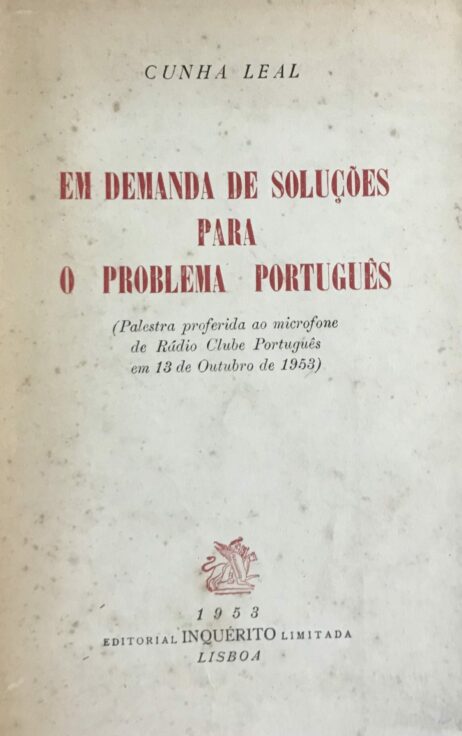 CUNHA LEAL
EM DEMANDA DE SOLUÇÕES
PARA
O PROBLEMA PORTUGUÊS
(Palestra proferida ao microfone
de Rádio Clube Português
em 13 de Outubro de 1953)
1953
EDITORIAL INQUÉRITO LIMITADA
LISBOA